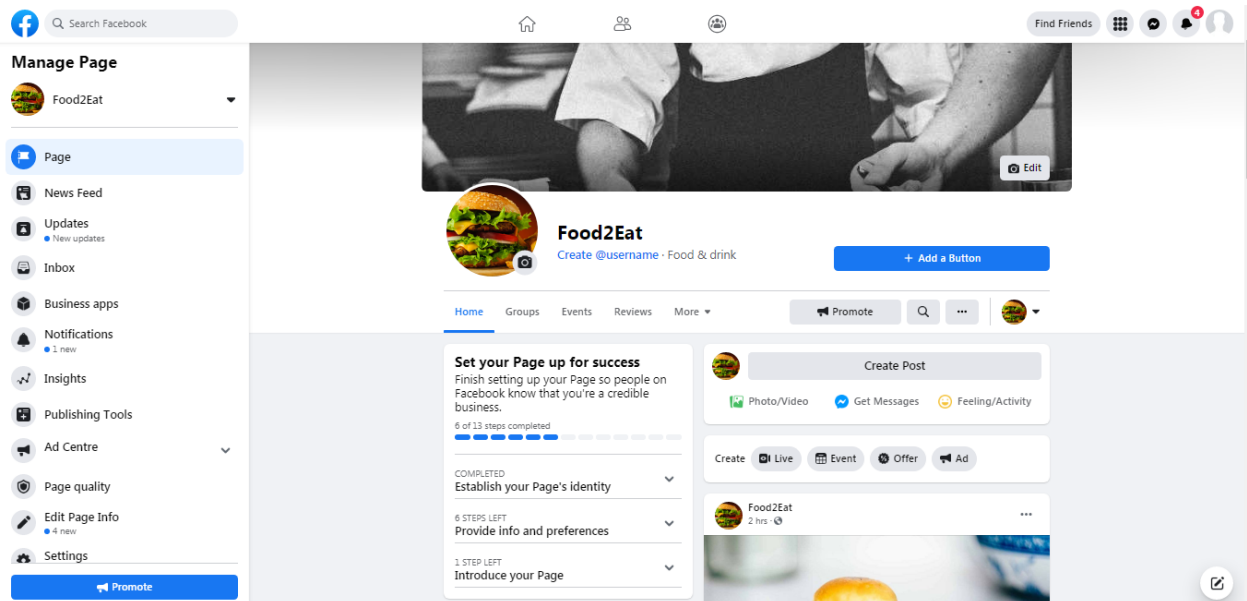 Search Facebook
Find Friends
4
Manage Page
Food2Eat
Page
News Feed
Updates
New updates
Inbox
Business apps
Notifications
1 new
Insights
Publishing Tools
Ad Centre
Page quality
Edit Page Info
4 new
Settings
Promote
Edit
Food2Eat
Create @username · Food & drink
+ Add a Button
Home Groups Events Reviews More
Promote
Set your Page up for success
Finish setting up your Page so people on
Facebook know that you're a credible
business.
6 of 13 steps completed
COMPLETED
Establish your Page's identity
6 STEPS LEFT
Provide info and preferences
1 STEP LEFT
Introduce your Page
Create Post
Photo/Video Get Messages Feeling/Activity
Create Live Event Offer Ad
Food2Eat
2 hrs ·